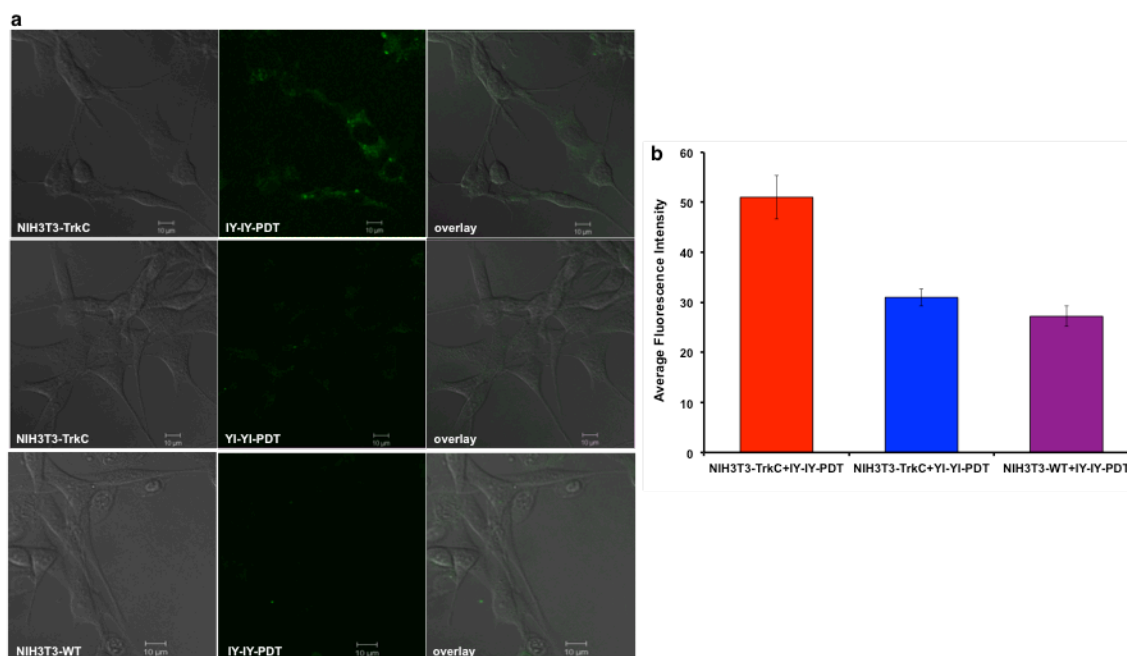 a
NIH3T3-TrkC
10 µm
IY-IY-PDT
10 µm
overlay
10 µm
NIH3T3-TrkC
10 µm
YI-YI-PDT
10 µm
overlay
10 µm
NIH3T3-WT
10 µm
IY-IY-PDT
10 µm
overlay
10 µm
b
Average Fluorescence Intensity
60
50
40
30
20
10
0
NIH3T3-TrkC+IY-IY-PDT NIH3T3-TrkC+YI-YI-PDT NIH3T3-WT+IY-IY-PDT